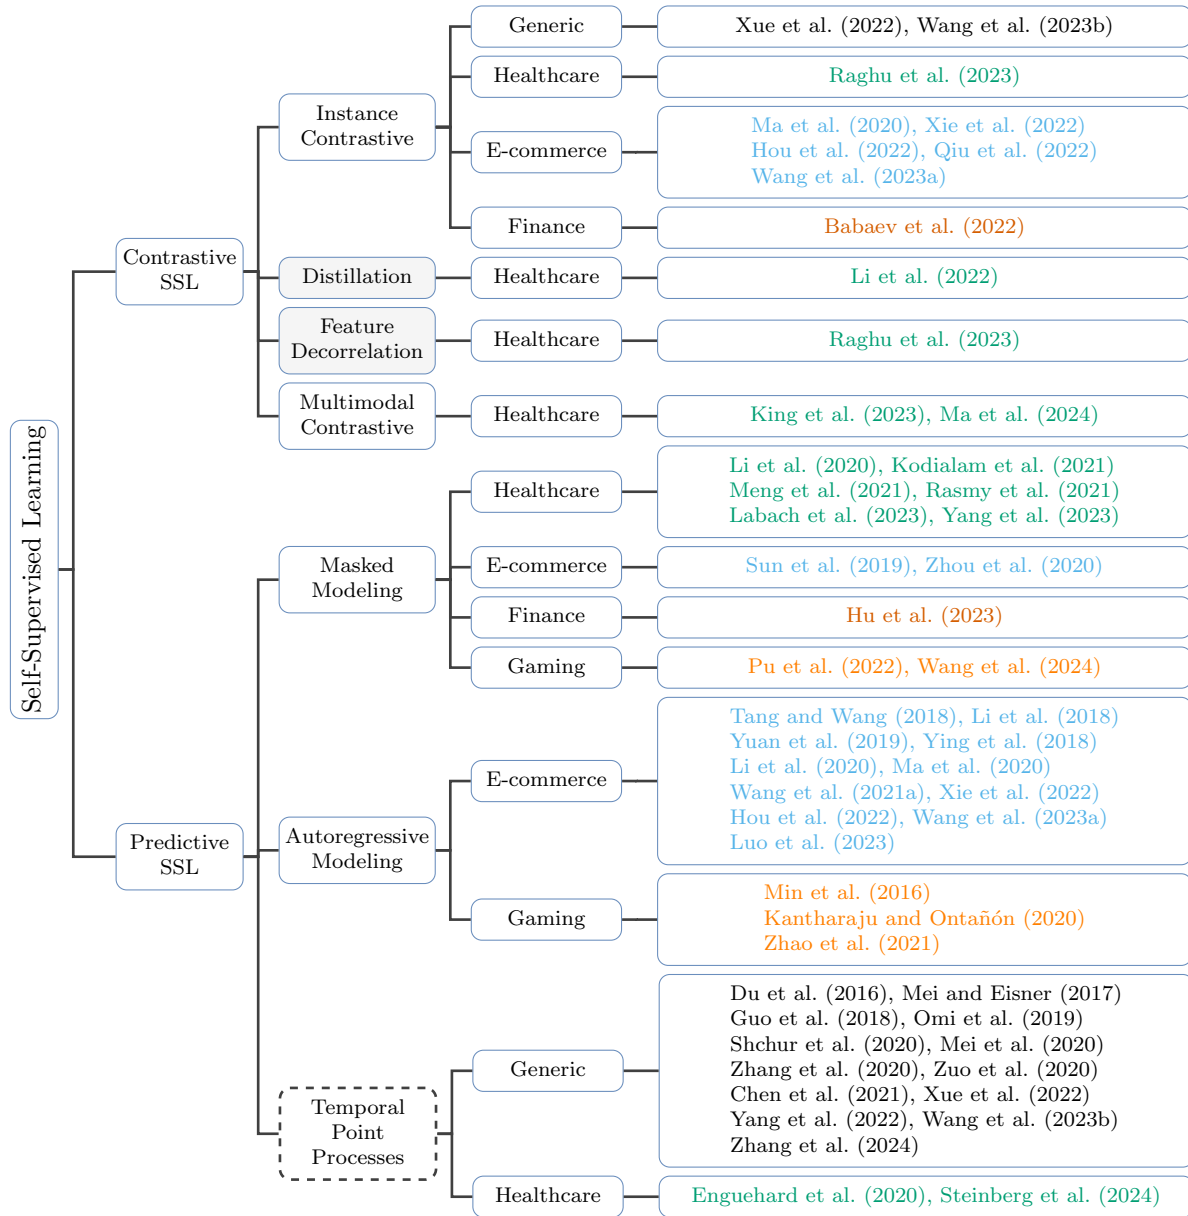 Self-Supervised Learning
Contrastive
SSL
Instance
Contrastive
Generic
Xue et al. (2022), Wang et al. (2023b)
Healthcare
Raghu et al. (2023)
E-commerce
Ma et al. (2020), Xie et al. (2022)
Hou et al. (2022), Qiu et al. (2022)
Wang et al. (2023a)
Finance
Babaev et al. (2022)
Distillation
Healthcare
Li et al. (2022)
Feature
Decorrelation
Healthcare
Raghu et al. (2023)
Multimodal
Contrastive
Healthcare
King et al. (2023), Ma et al. (2024)
Predictive
SSL
Masked
Modeling
Healthcare
Li et al. (2020), Kodialam et al. (2021)
Meng et al. (2021), Rasmy et al. (2021)
Labach et al. (2023), Yang et al. (2023)
E-commerce
Sun et al. (2019), Zhou et al. (2020)
Finance
Hu et al. (2023)
Gaming
Pu et al. (2022), Wang et al. (2024)
Autoregressive
Modeling
E-commerce
Tang and Wang (2018), Li et al. (2018)
Yuan et al. (2019), Ying et al. (2018)
Li et al. (2020), Ma et al. (2020)
Wang et al. (2021a), Xie et al. (2022)
Hou et al. (2022), Wang et al. (2023a)
Luo et al. (2023)
Gaming
Min et al. (2016)
Kantharaju and Ontañón (2020)
Zhao et al. (2021)
Temporal
Point
Processes
Generic
Du et al. (2016), Mei and Eisner (2017)
Guo et al. (2018), Omi et al. (2019)
Shchur et al. (2020), Mei et al. (2020)
Zhang et al. (2020), Zuo et al. (2020)
Chen et al. (2021), Xue et al. (2022)
Yang et al. (2022), Wang et al. (2023b)
Zhang et al. (2024)
Healthcare
Enguehard et al. (2020), Steinberg et al. (2024)